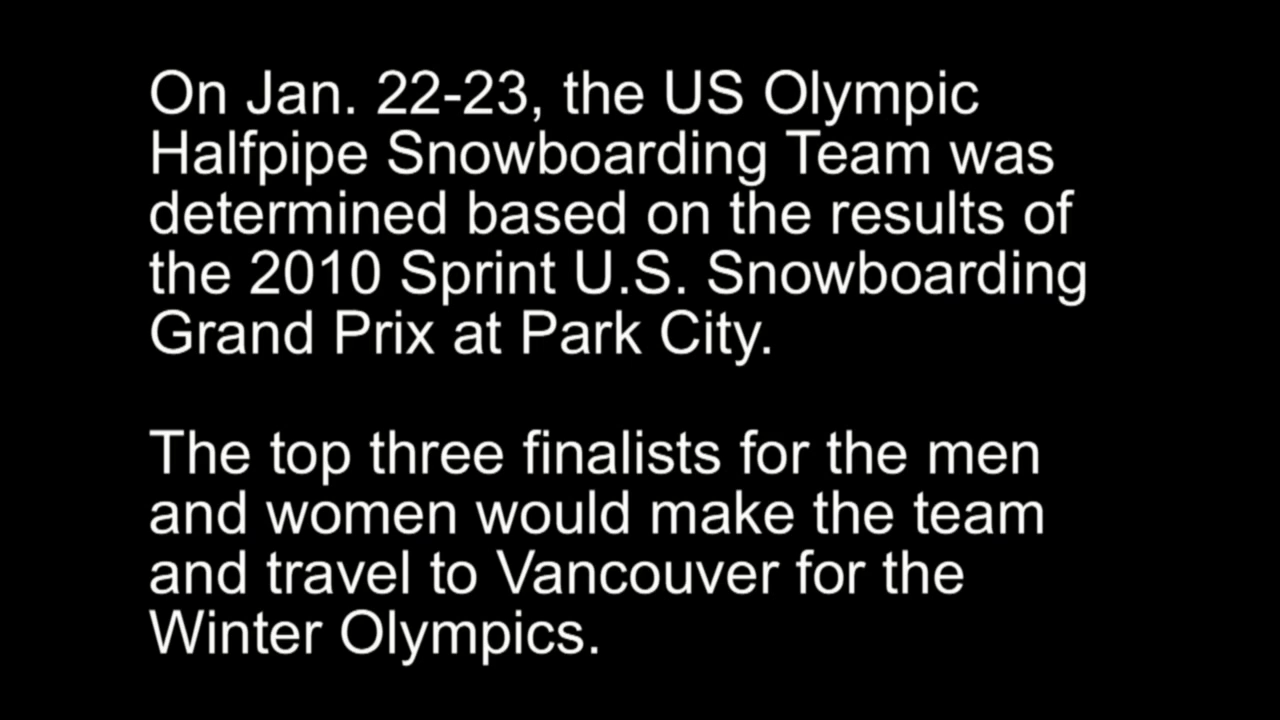 On Jan. 22-23, the US Olympic
Halfpipe Snowboarding Team was
determined based on the results of
the 2010 Sprint U.S. Snowboarding
Grand Prix at Park City.
The top three finalists for the men
and women would make the team
and travel to Vancouver for the
Winter Olympics.